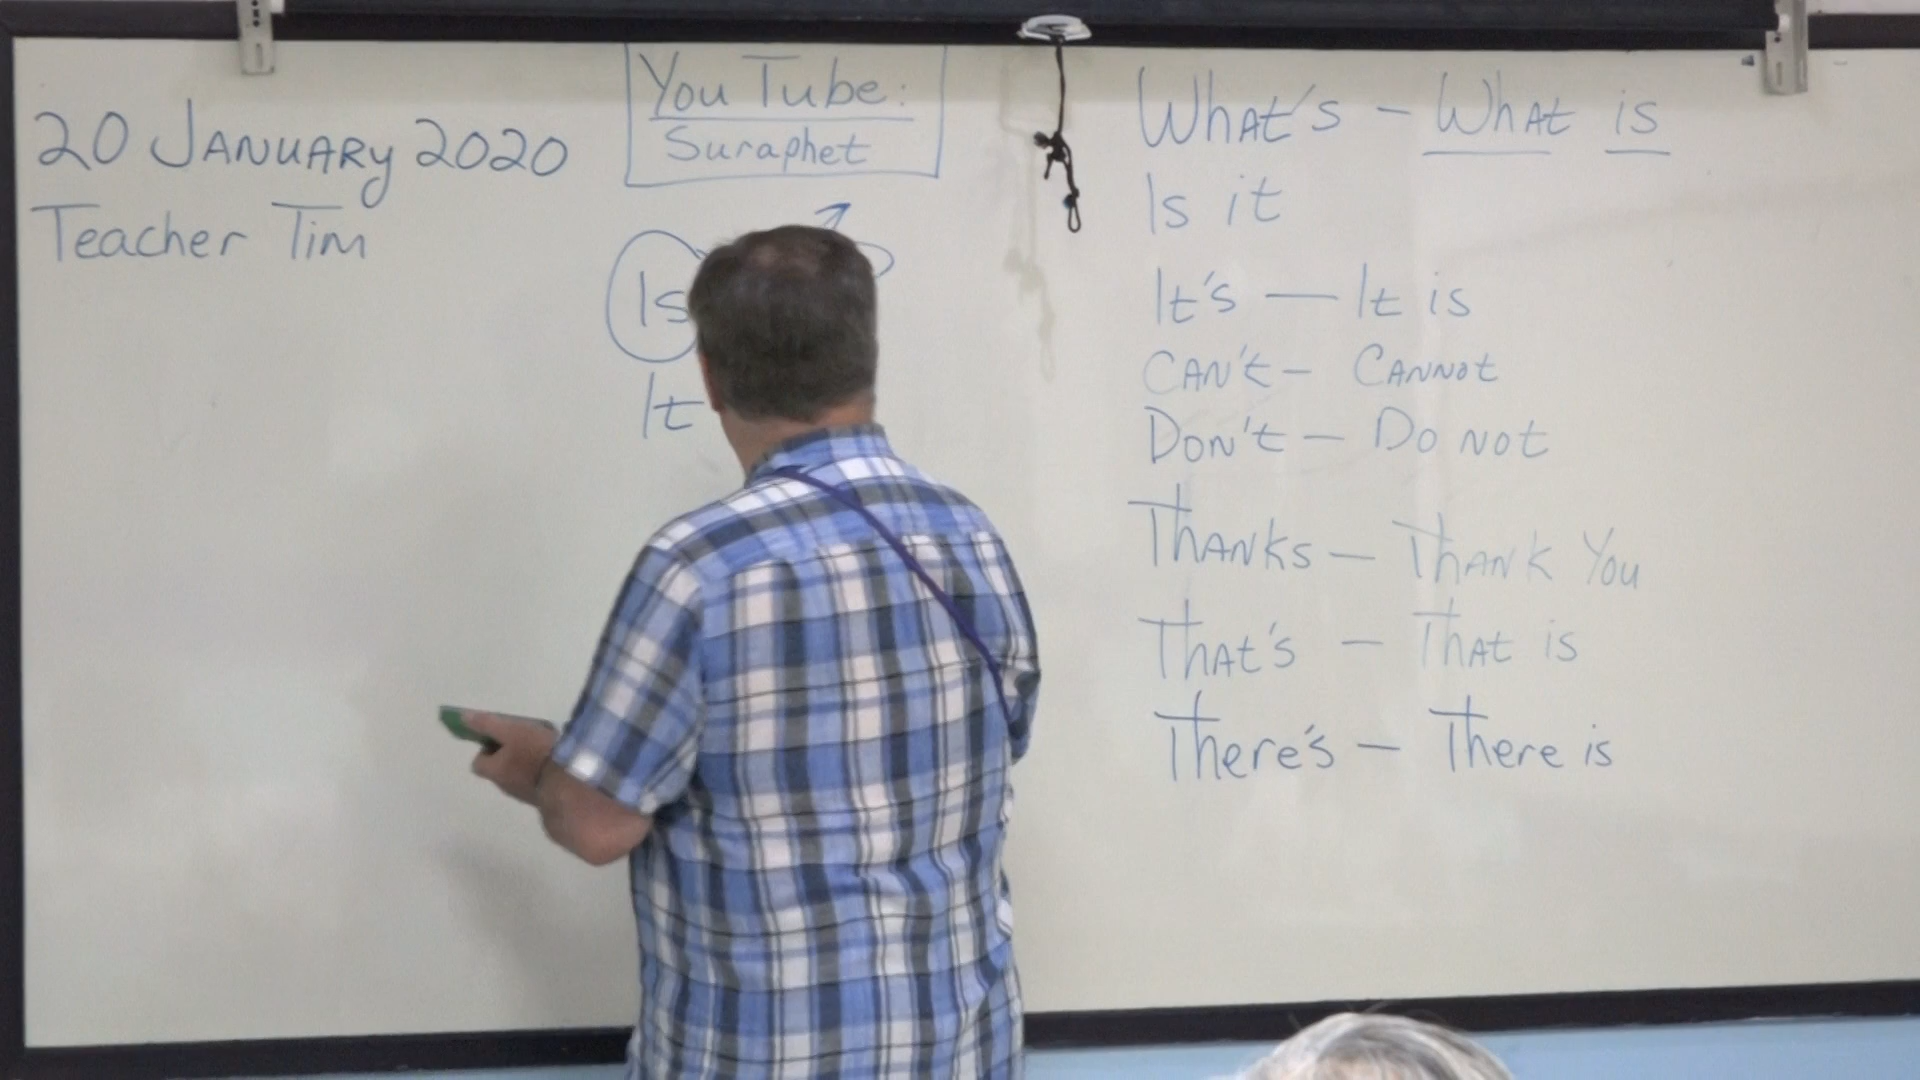 20 JANUARY 2020
Teacher Tim
YouTube:
Suraphet
Is
It
What's - What is
Is it
It's — It is
CAN'T - CANNOT
DON'T - DO NOT
THANKS - THANK YOU
THAT'S - THAT is
There's - There is